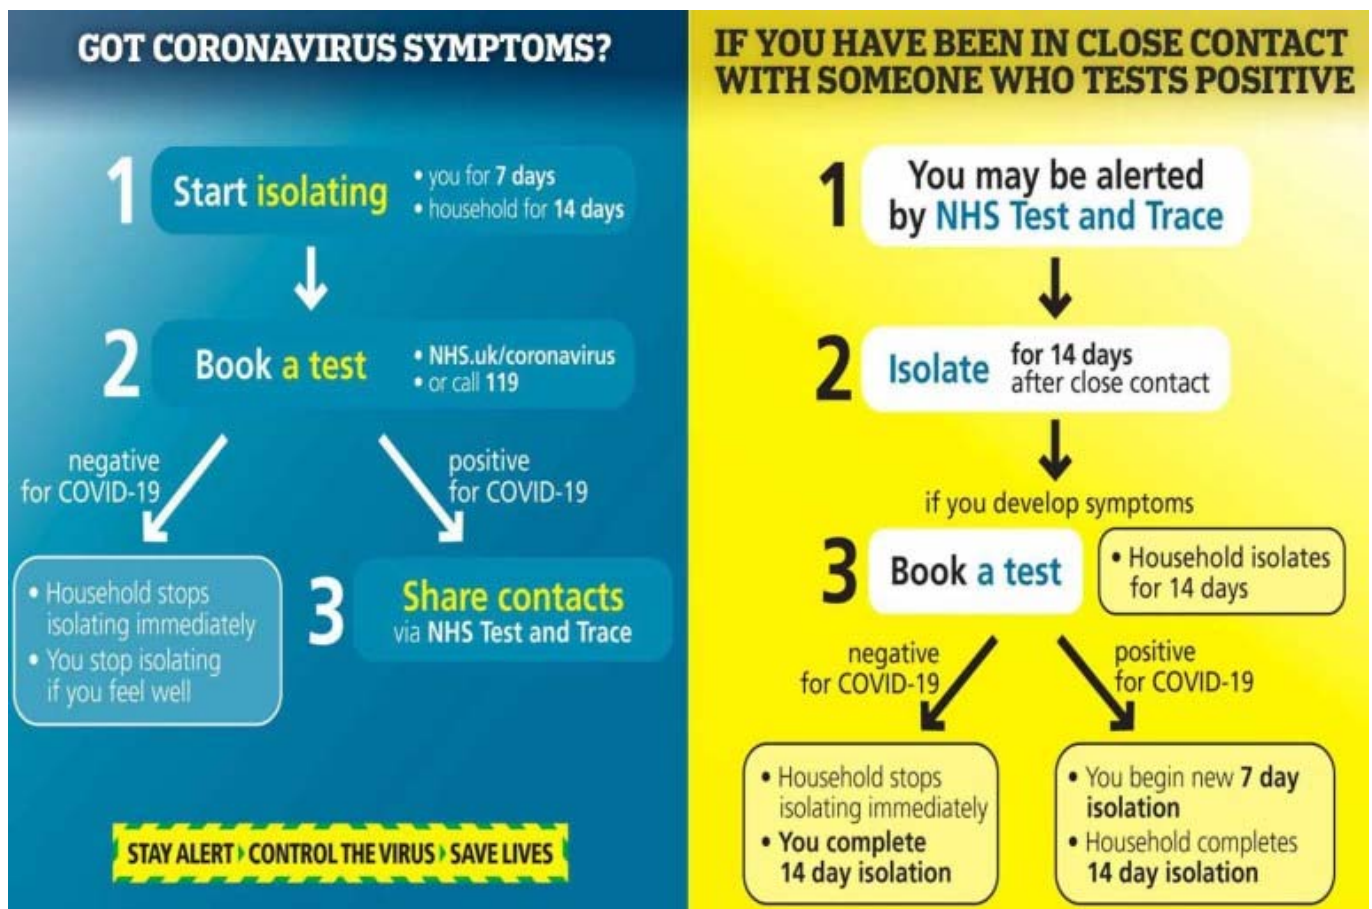 GOT CORONAVIRUS SYMPTOMS?
1
Start isolating
• you for 7 days
• household for 14 days
2
Book a test
• NHS.uk/coronavirus
• or call 119
negative
for COVID-19
positive
for COVID-19
• Household stops
isolating immediately
• You stop isolating
if you feel well
3
Share contacts
via NHS Test and Trace
STAY ALERT CONTROL THE VIRUS SAVE LIVES
IF YOU HAVE BEEN IN CLOSE CONTACT
WITH SOMEONE WHO TESTS POSITIVE
1
You may be alerted
by NHS Test and Trace
2
Isolate
for 14 days
after close contact
if you develop symptoms
3
Book a test
• Household isolates
for 14 days
negative
for COVID-19
positive
for COVID-19
• Household stops
isolating immediately
• You complete
14 day isolation
• You begin new 7 day
isolation
• Household completes
14 day isolation